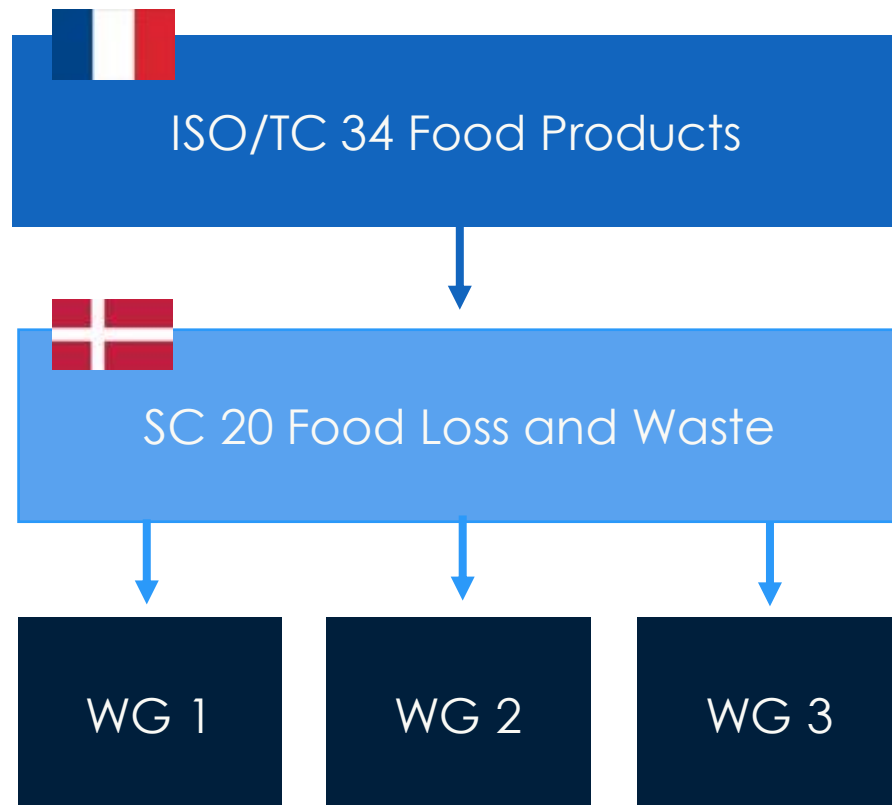 ISO/TC 34 Food Products
SC 20 Food Loss and Waste
WG 1
WG 2
WG 3